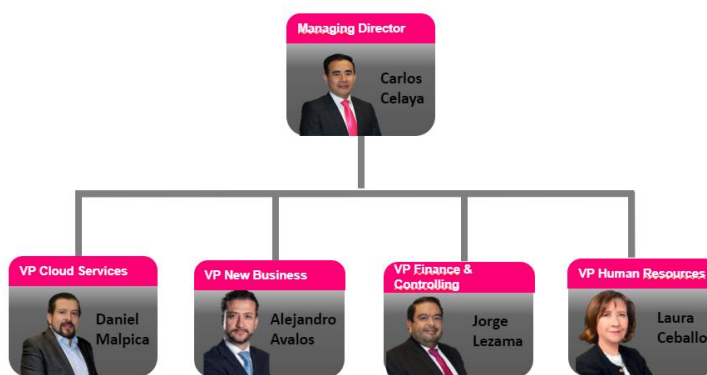 Managing Director
Carlos
Celaya
VP Cloud Services
Daniel
Malpica
VP New Business
Alejandro
Avalos
VP Finance &
Controlling
Jorge
Lezama
VP Human Resources
Laura
Ceballo